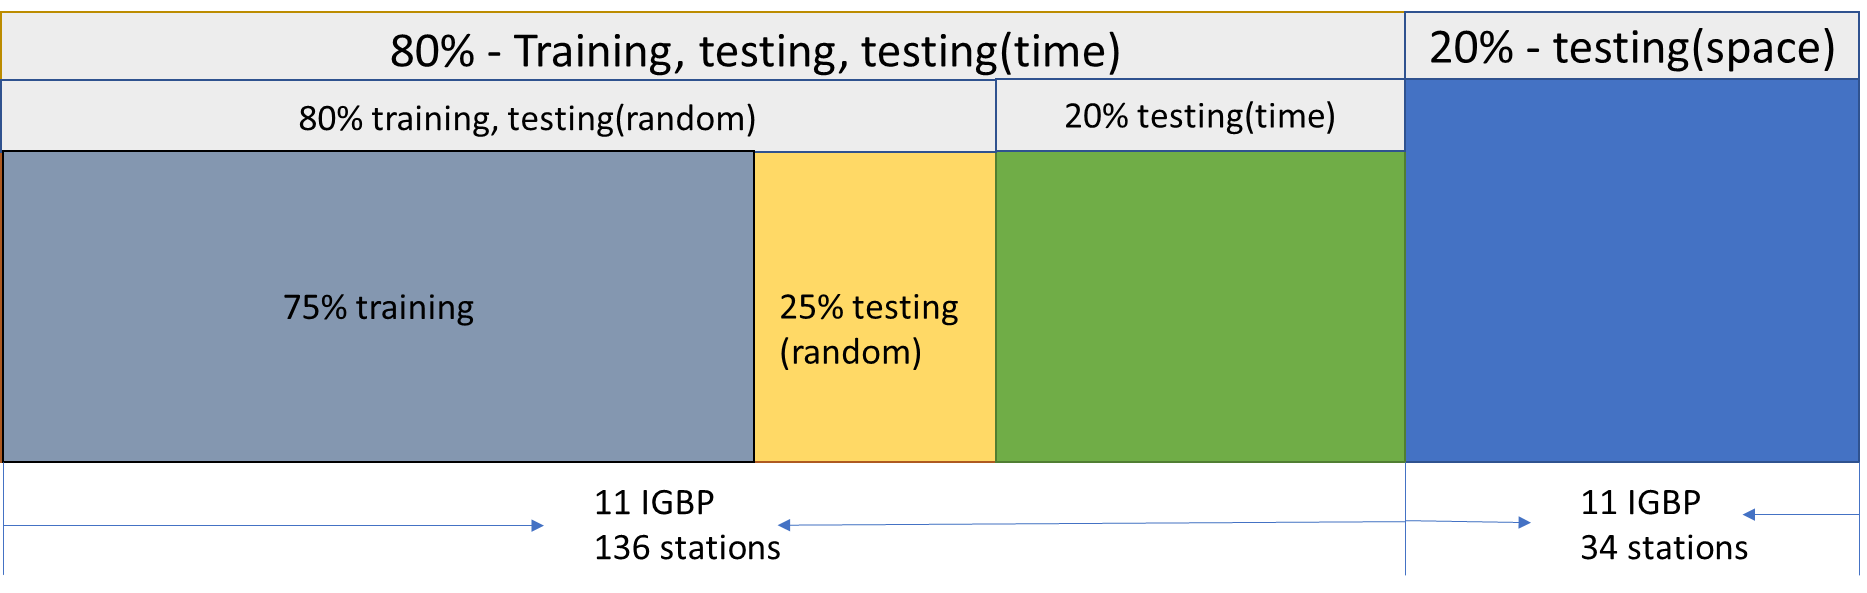 80% - Training, testing, testing(time)
20% - testing(space)
80% training, testing(random)
20% testing(time)
75% training
25% testing
(random)
11 IGBP
136 stations
11 IGBP
34 stations